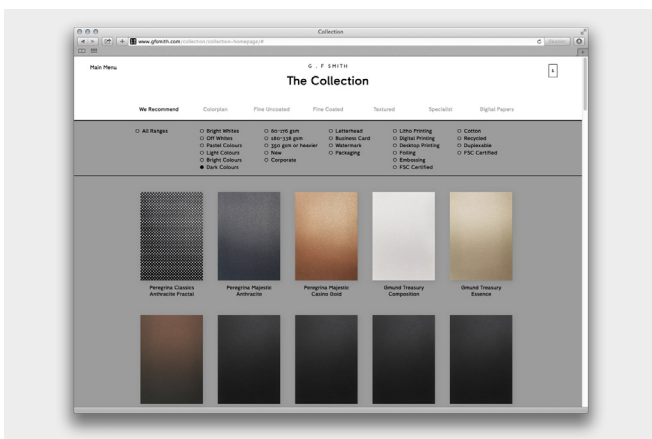 Collection
www.gfsmith.com/collection/collection-homepage/#
Main Menu
G . F SMITH
1
The Collection
We Recommend Colorplan Fine Uncoated Fine Coated Textured Specialist Digital Papers
All Ranges Bright Whites 60-176 gsm Letterhead Litho Printing Cotton
Off Whites 180-338 gsm Business Card Digital Printing Recycled
Pastel Colours 350 gsm or heavier Watermark Desktop Printing Duplexable
Light Colours New Packaging Foiling FSC Certified
Bright Colours Corporate Embossing
Dark Colours FSC Certified
Peregrina Classics Peregrina Majestic Peregrina Majestic Gmund Treasury Gmund Treasury
Anthracite Fractal Anthracite Casino Gold Composition Essence